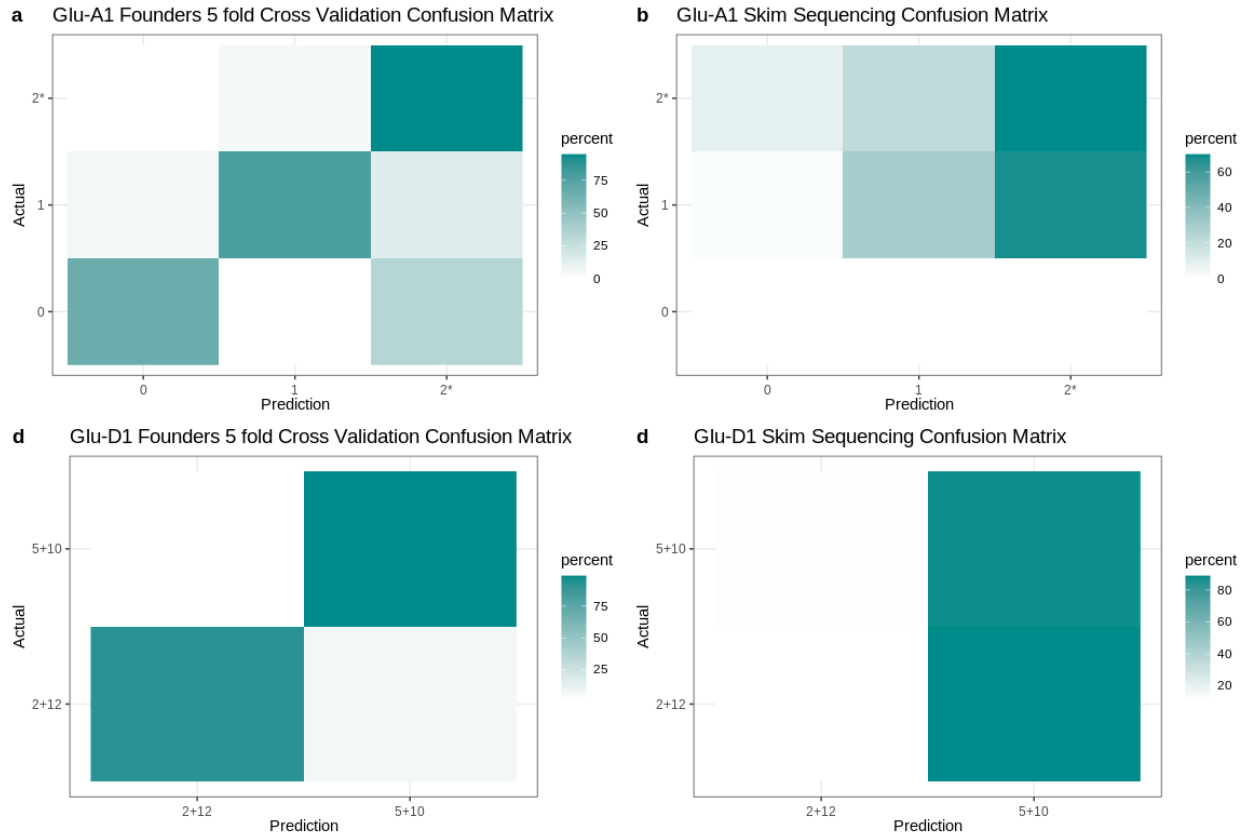 a Glu-A1 Founders 5 fold Cross Validation Confusion Matrix
2*
1
0
Actual
0 1 2*
Prediction
percent
75
50
25
0
b Glu-A1 Skim Sequencing Confusion Matrix
2*
1
0
Actual
0 1 2*
Prediction
percent
60
40
20
0
d Glu-D1 Founders 5 fold Cross Validation Confusion Matrix
5+10
2+12
Actual
2+12 5+10
Prediction
percent
75
50
25
d Glu-D1 Skim Sequencing Confusion Matrix
5+10
2+12
Actual
2+12 5+10
Prediction
percent
80
60
40
20